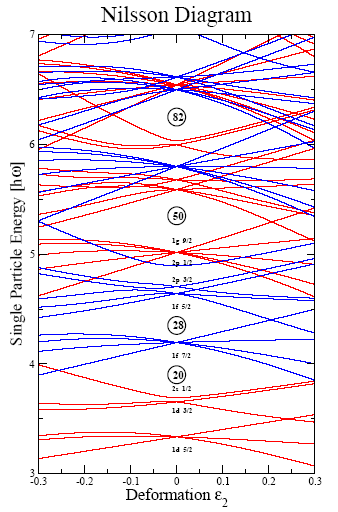 Nilsson Diagram
7
82
6
50
1g 9/2
5
2p 1/2
2p 3/2
1f 5/2
28
1f 7/2
4
20
2s 1/2
1d 3/2
1d 5/2
3
-0.3 -0.2 -0.1 0 0.1 0.2 0.3
Deformation ε2
Single Particle Energy [ħω]